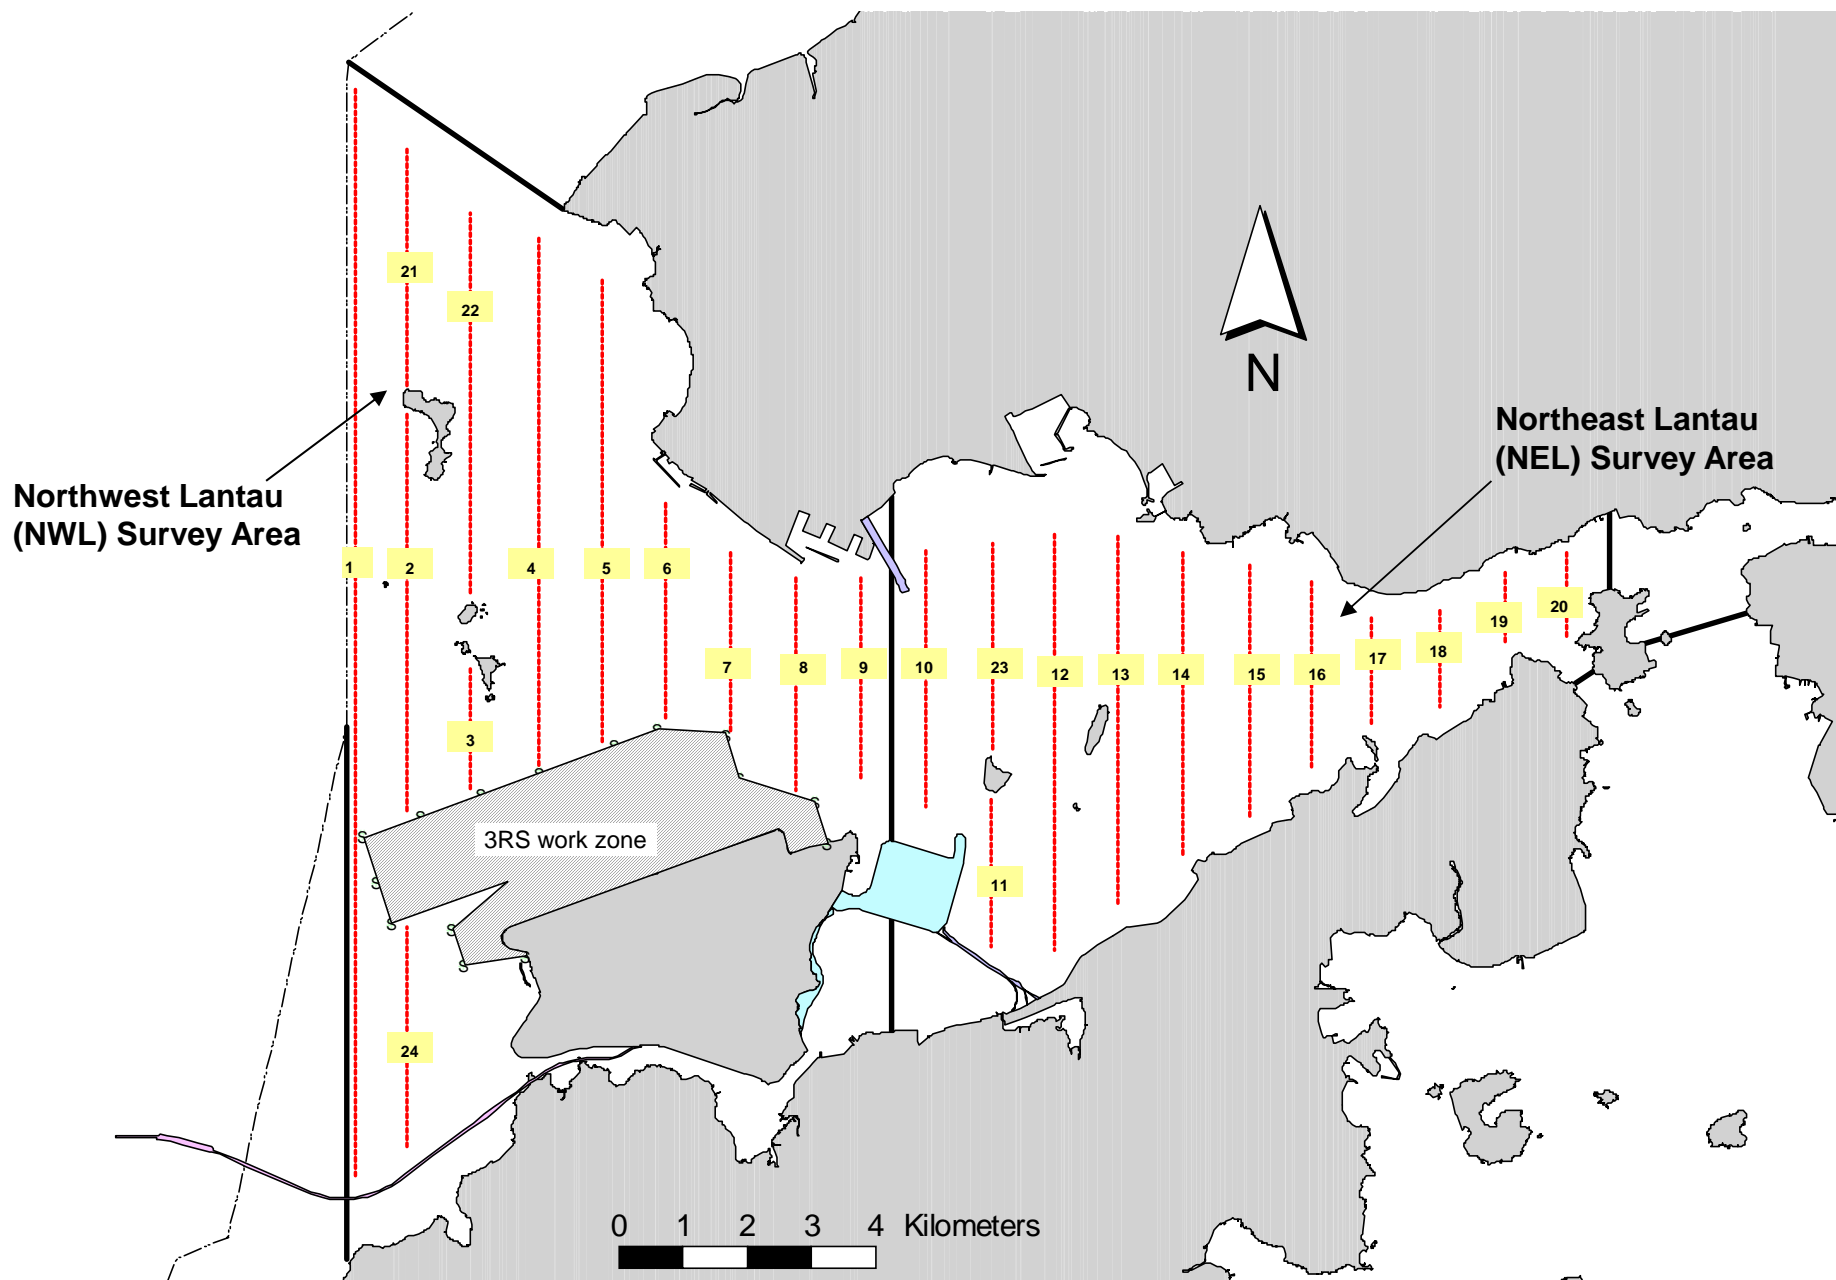 21
22
N
Northeast Lantau
(NEL) Survey Area
Northwest Lantau
(NWL) Survey Area
1
2
4
5
6
7
8
9
10
23
12
13
14
15
16
17
18
19
20
3
3RS work zone
11
24
S
S
S
S
S
S
S
S
S
S
S
S
S
S
0 1 2 3 4 Kilometers